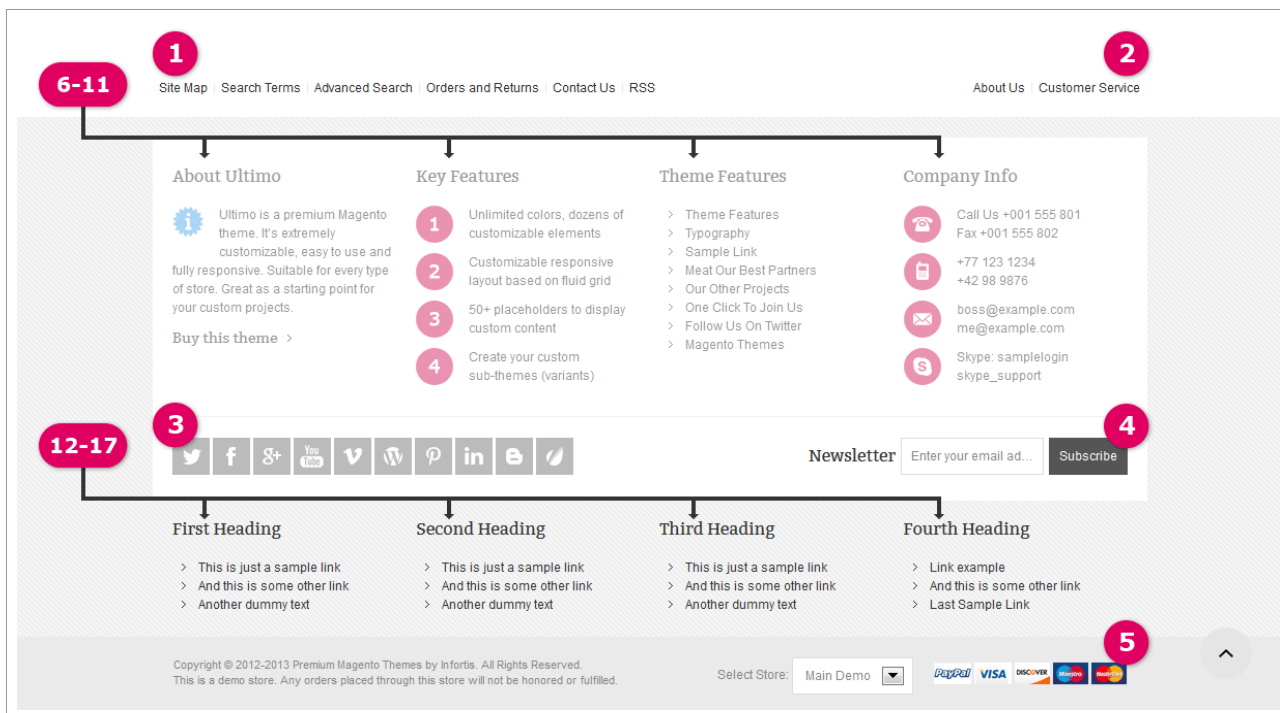 1
2
6-11
Site Map | Search Terms | Advanced Search | Orders and Returns | Contact Us | RSS
About Us | Customer Service
About Ultimo
Ultimo is a premium Magento
theme. It's extremely
customizable, easy to use and
fully responsive. Suitable for every type
of store. Great as a starting point for
your custom projects.
Buy this theme >
Key Features
1
Unlimited colors, dozens of
customizable elements
2
Customizable responsive
layout based on fluid grid
3
50+ placeholders to display
custom content
4
Create your custom
sub-themes (variants)
Theme Features
> Theme Features
> Typography
> Sample Link
> Meat Our Best Partners
> Our Other Projects
> One Click To Join Us
> Follow Us On Twitter
> Magento Themes
Company Info
Call Us +001 555 801
Fax +001 555 802
+77 123 1234
+42 98 9876
boss@example.com
me@example.com
Skype: samplelogin
skype_support
3
4
12-17
You
Tube
Newsletter
Enter your email ad...
Subscribe
First Heading
> This is just a sample link
> And this is some other link
> Another dummy text
Second Heading
> This is just a sample link
> And this is some other link
> Another dummy text
Third Heading
> This is just a sample link
> And this is some other link
> Another dummy text
Fourth Heading
> Link example
> And this is some other link
> Last Sample Link
5
Copyright © 2012-2013 Premium Magento Themes by Infortis. All Rights Reserved.
This is a demo store. Any orders placed through this store will not be honored or fulfilled.
Select Store:
Main Demo
PayPal VISA DISCOVER Maestro MasterCard